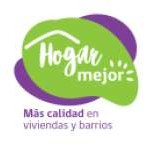 Hogar
mejor
Más calidad en
viviendas y barrios